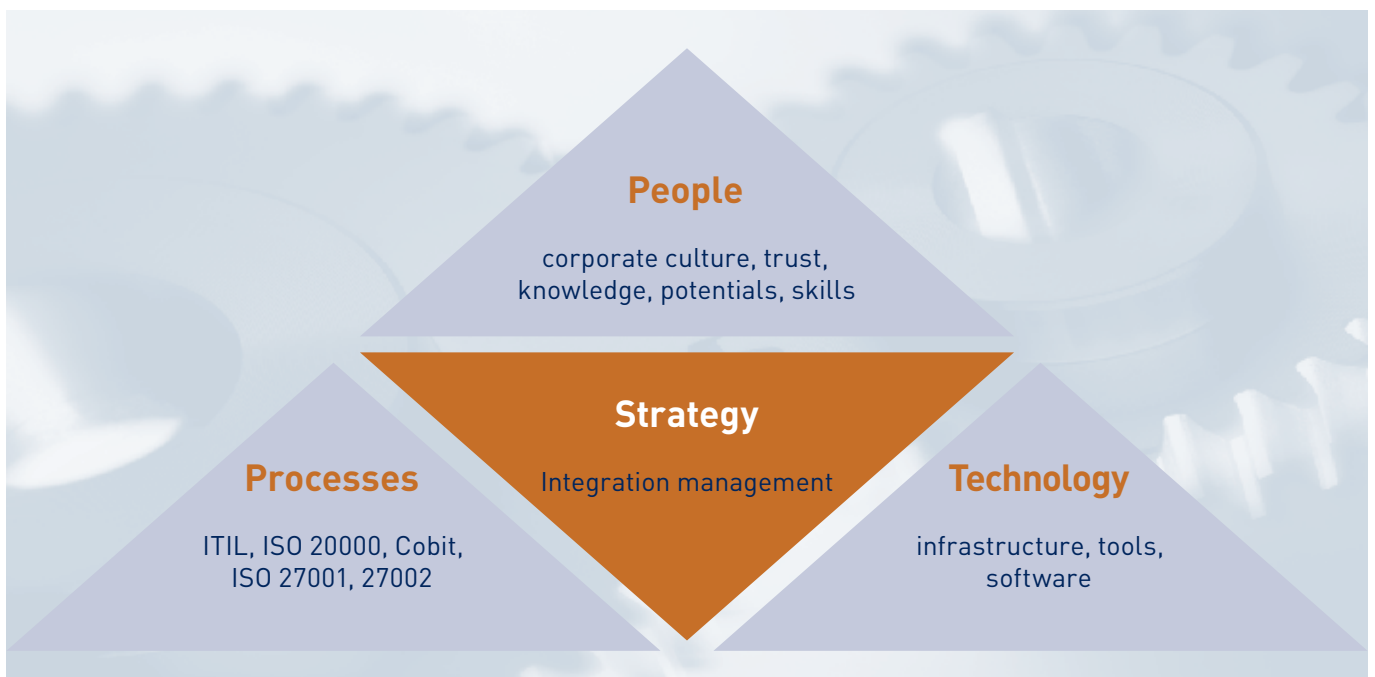 People
corporate culture, trust,
knowledge, potentials, skills
Strategy
Integration management
Processes
ITIL, ISO 20000, Cobit,
ISO 27001, 27002
Technology
infrastructure, tools,
software